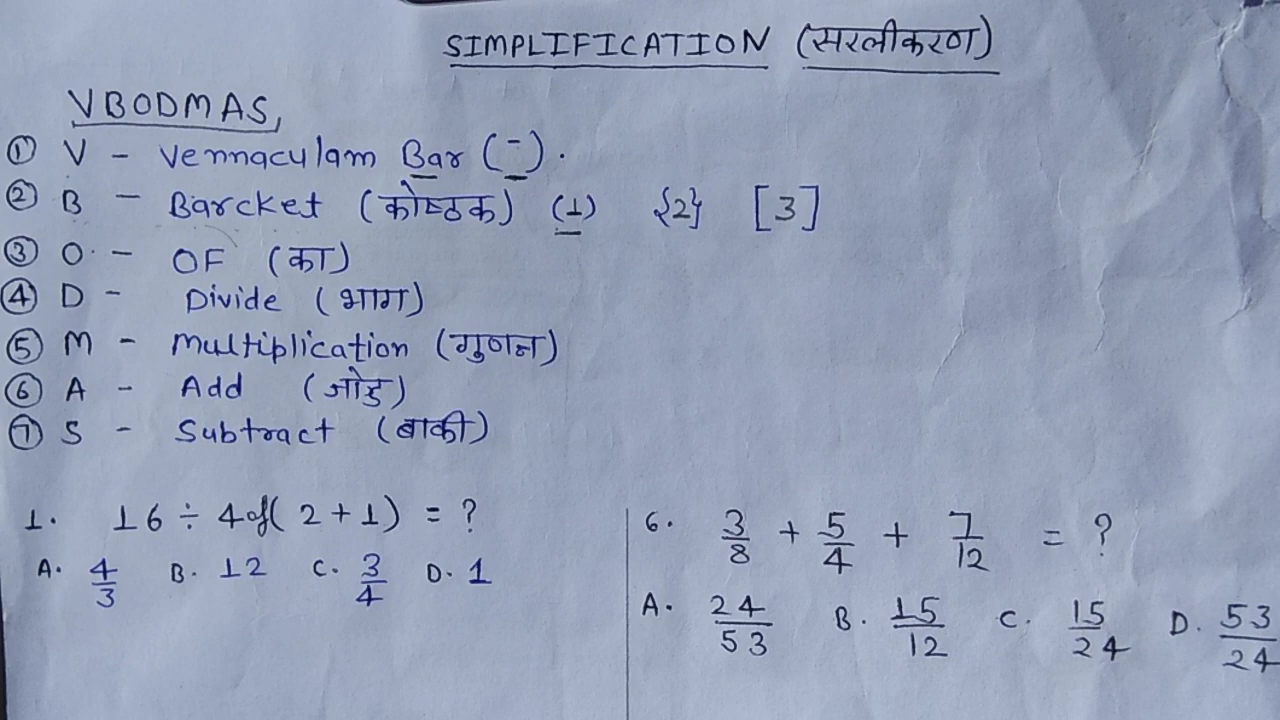 SIMPLIFICATION (सरलीकरण)
VBODMAS,
① V - Vennaculam Bar (-).
② B - Barcket (कोष्ठक) (1) {2} [3]
③ O - OF (का)
④ D - Divide (भाग)
⑤ M - Multiplication (गुणन)
⑥ A - Add (जोड़)
⑦ S - Subtract (बाकी)
1. 16 ÷ 4 of ( 2 + 1 ) = ?
A. 4/3 B. 12 C. 3/4 D. 1
6. 3/8 + 5/4 + 7/12 = ?
A. 24/53 B. 15/12 C. 15/24 D. 53/24